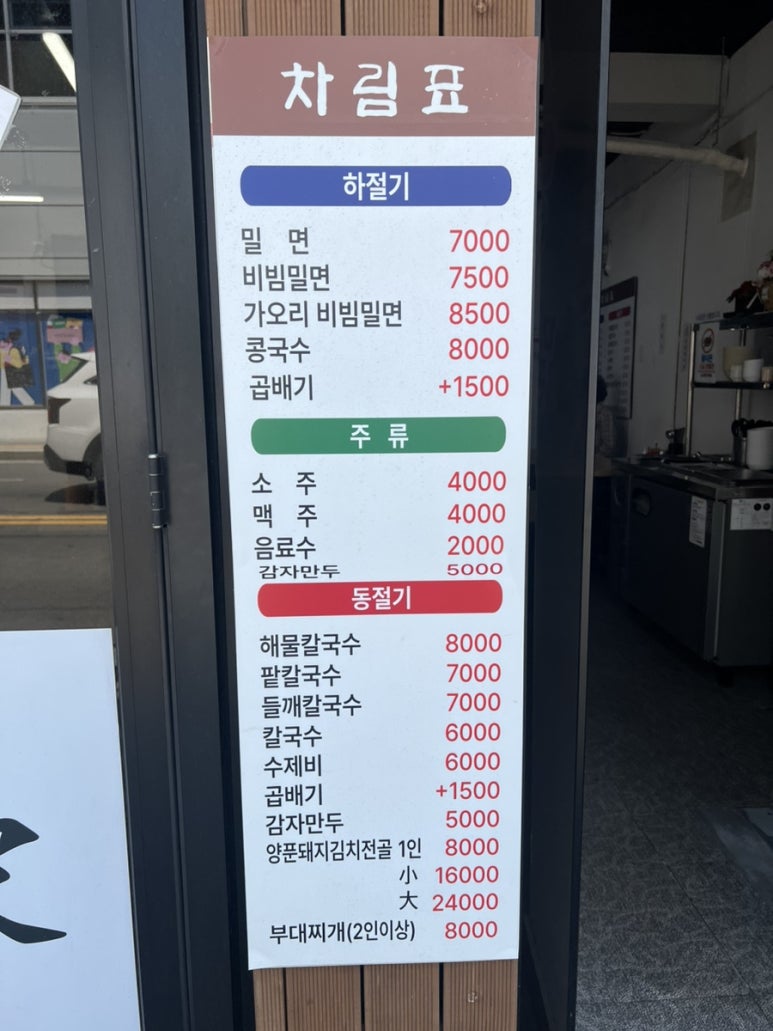 차림표
하절기
밀 면 7000
비빔밀면 7500
가오리 비빔밀면 8500
콩국수 8000
곱배기 +1500
주 류
소 주 4000
맥 주 4000
음료수 2000
감자만두 5000
동절기
해물칼국수 8000
팥칼국수 7000
들깨칼국수 7000
칼국수 6000
수제비 6000
곱배기 +1500
감자만두 5000
양푼돼지김치전골 1인 8000
小 16000
大 24000
부대찌개(2인이상) 8000